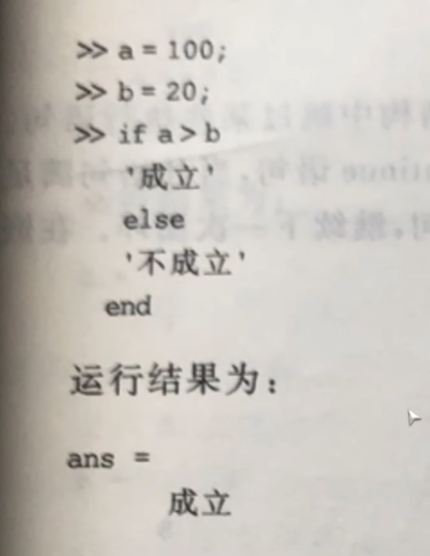 >> a = 100;
>> b = 20;
>> if a > b
'成立'
else
'不成立'
end
运行结果为：
ans =
成立